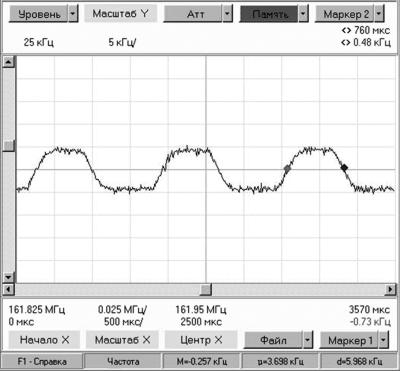 Уровень Масштаб Y Атт Память Маркер 2
<> 760 мкс
25 кГц 5 кГц/ <> 0.48 кГц
161.825 МГц 0.025 МГц/ 161.95 МГц 3570 мкс
0 мкс 500 мкс/ 2500 мкс -0.73 кГц
Начало X Масштаб X Центр X Файл Маркер 1
F1 - Справка Частота M=-0.257 кГц p=3.698 кГц d=5.968 кГц